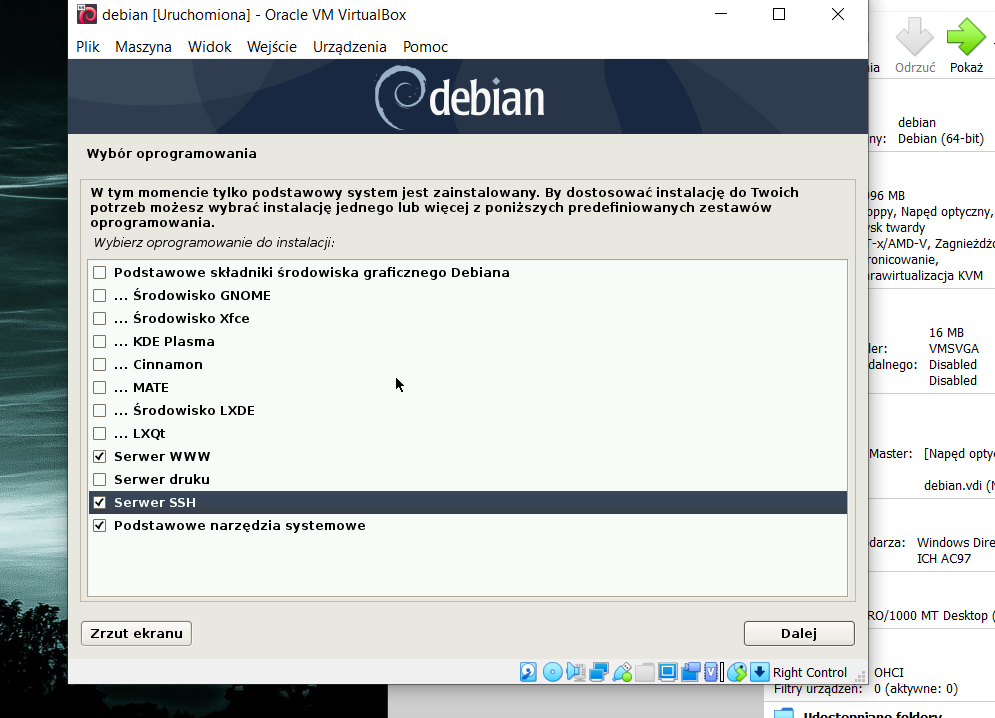 debian [Uruchomiona] - Oracle VM VirtualBox
Plik Maszyna Widok Wejście Urządzenia Pomoc
debian
Wybór oprogramowania
W tym momencie tylko podstawowy system jest zainstalowany. By dostosować instalację do Twoich
potrzeb możesz wybrać instalację jednego lub więcej z poniższych predefiniowanych zestawów
oprogramowania.
Wybierz oprogramowanie do instalacji:
Podstawowe składniki środowiska graficznego Debiana
... Środowisko GNOME
... Środowisko Xfce
... KDE Plasma
... Cinnamon
... MATE
... Środowisko LXDE
... LXQt
Serwer WWW
Serwer druku
Serwer SSH
Podstawowe narzędzia systemowe
Zrzut ekranu
Dalej
Right Control
Odrzuć Pokaż
debian
ny: Debian (64-bit)
96 MB
oppy, Napęd optyczny,
ysk twardy
T-x/AMD-V, Zagnieżdżo
ronicowanie,
arawirtualizacja KVM
16 MB
ler: VMSVGA
dalnego: Disabled
Disabled
Master: [Napęd opty
debian.vdi (N
darza: Windows Dire
ICH AC97
RO/1000 MT Desktop (
OHCI
Filtry urządzeń: 0 (aktywne: 0)
Udostępniane foldery